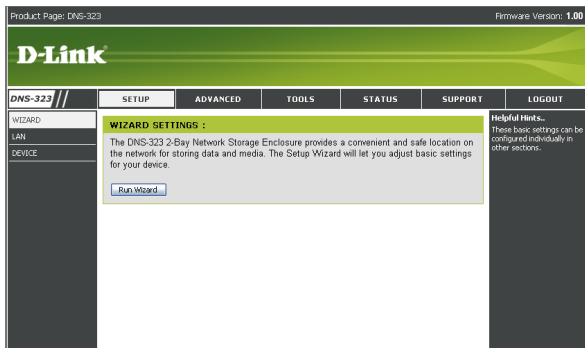 Product Page: DNS-323
Firmware Version: 1.00
D-Link
DNS-323
SETUP
ADVANCED
TOOLS
STATUS
SUPPORT
LOGOUT
WIZARD
LAN
DEVICE
WIZARD SETTINGS :
The DNS-323 2-Bay Network Storage Enclosure provides a convenient and safe location on
the network for storing data and media. The Setup Wizard will let you adjust basic settings
for your device.
Run Wizard
Helpful Hints..
These basic settings can be
configured individually in
other sections.